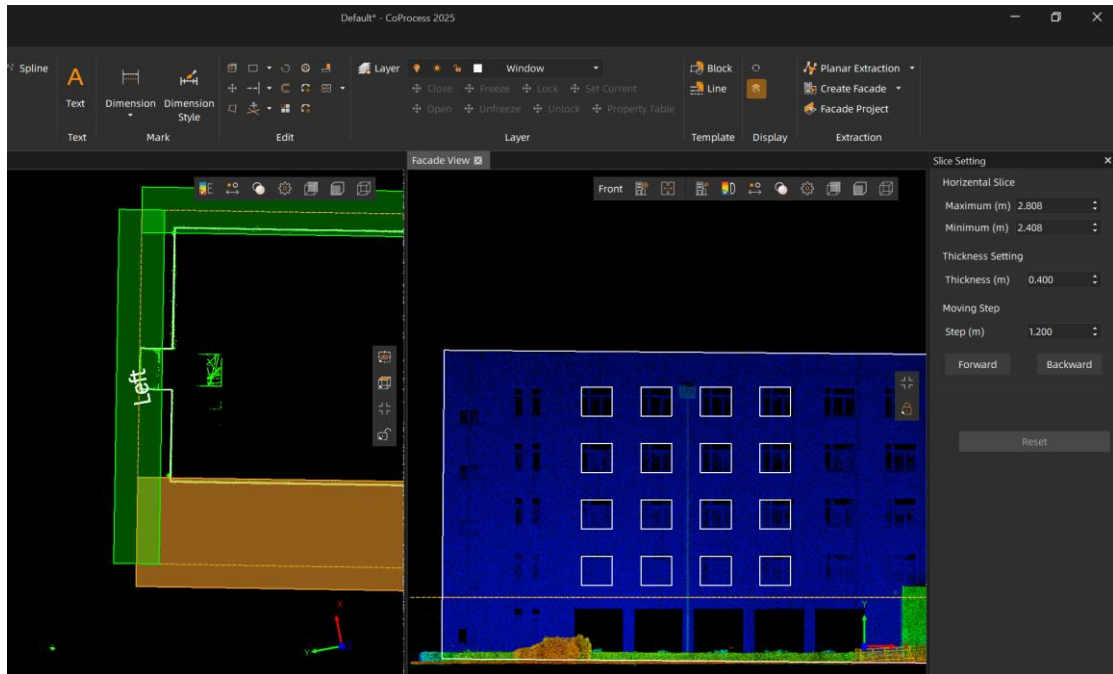 Default* - CoProcess 2025
Spline
Text
Dimension
Dimension Style
Layer
Window
Close Freeze Lock Set Current
Open Unfreeze Unlock Property Table
Block
Line
Planar Extraction
Create Facade
Facade Project
Text Mark Edit Layer Template Display Extraction
Facade View
Slice Setting
Front
Horizental Slice
Maximum (m) 2.808
Minimum (m) 2.408
Thickness Setting
Thickness (m) 0.400
Moving Step
Step (m) 1.200
Forward Backward
Reset
Left
X
Y
Y